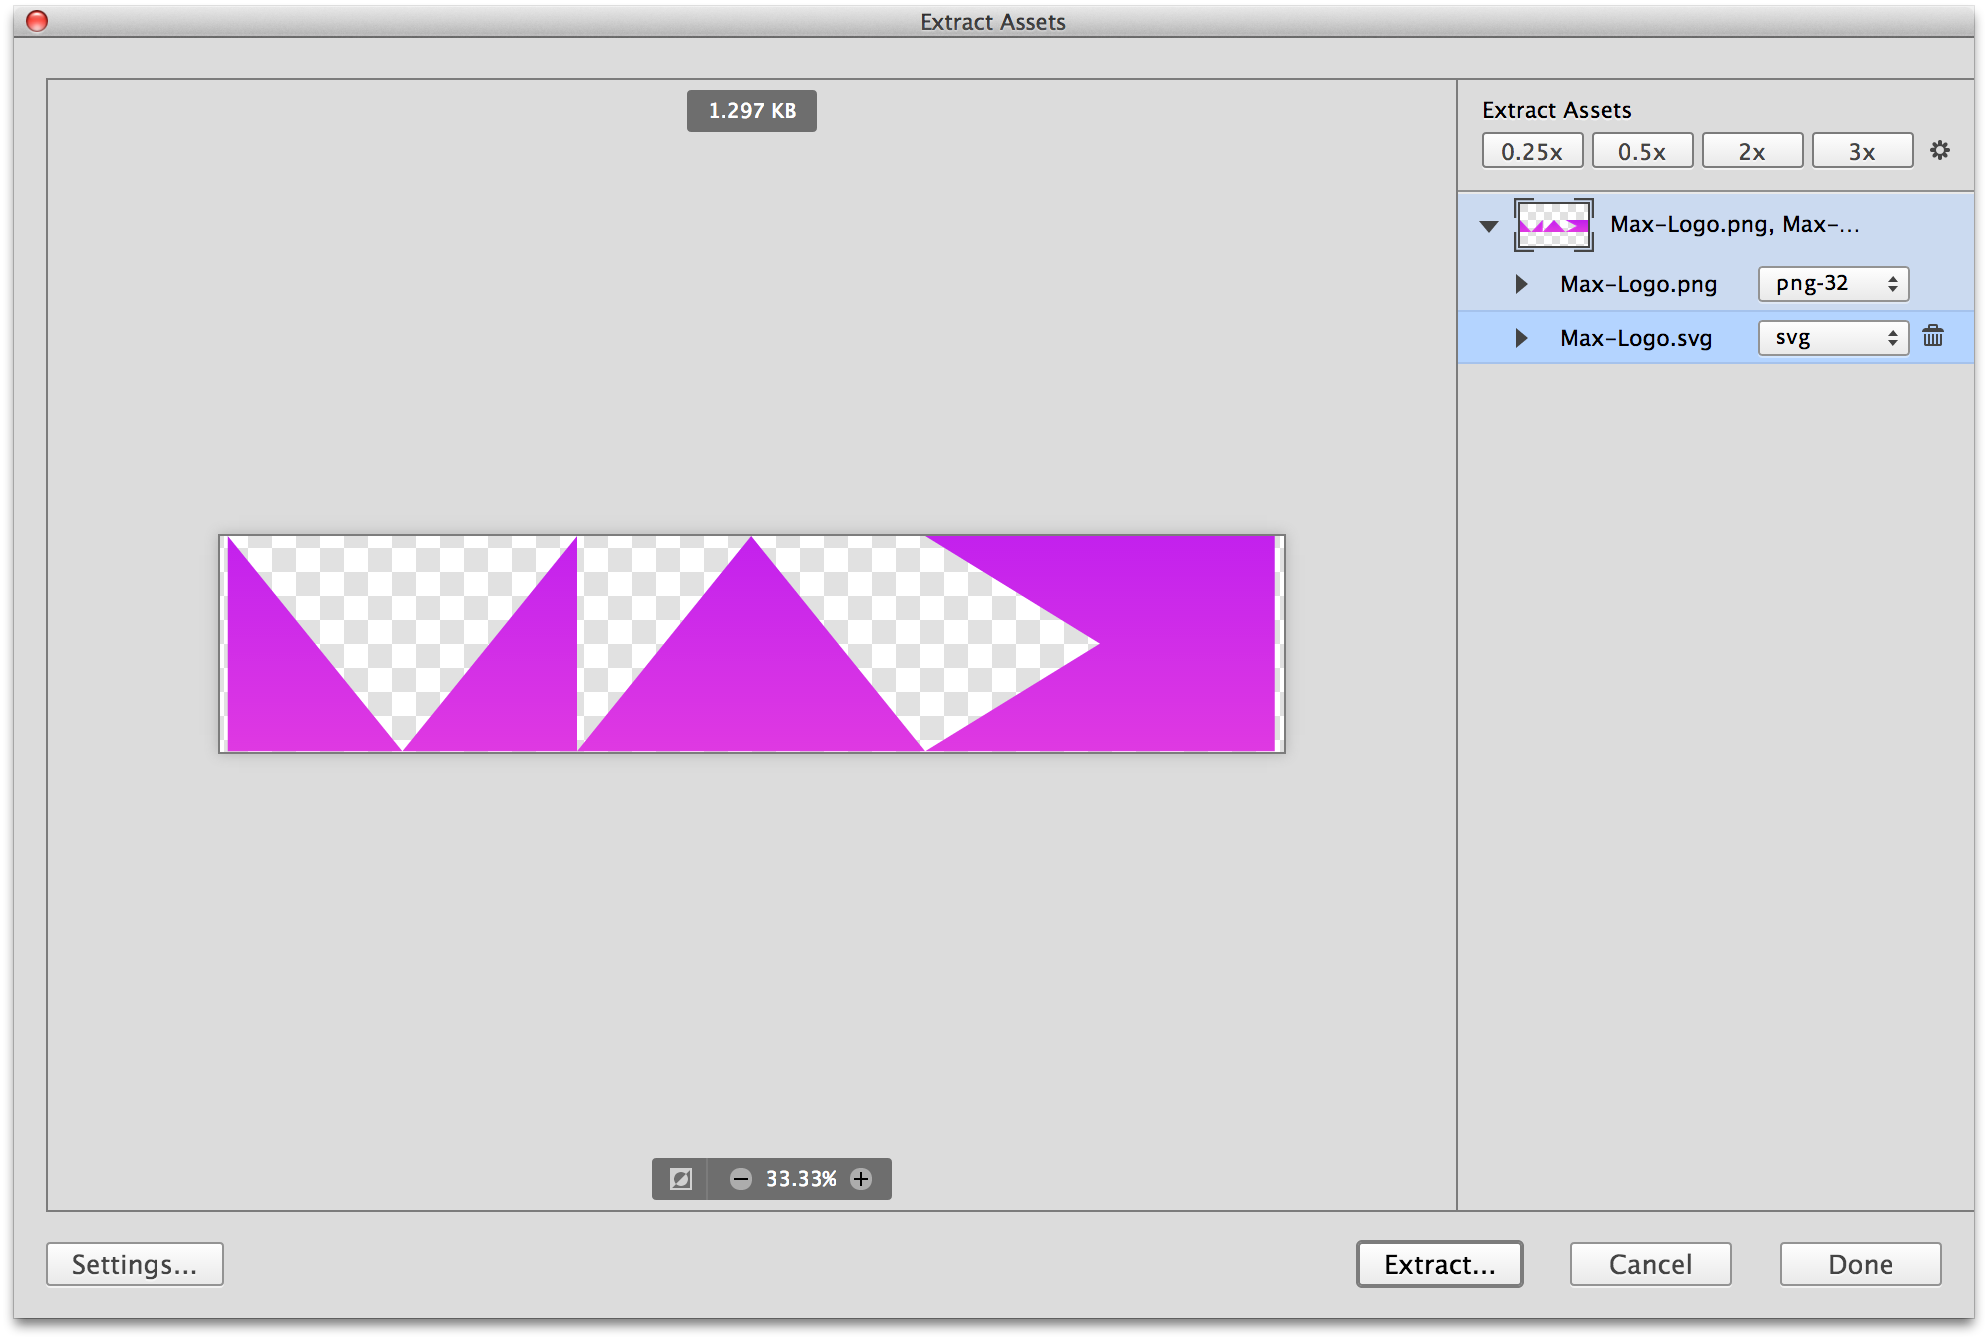 Extract Assets
1.297 KB
Extract Assets
0.25x 0.5x 2x 3x
Max-Logo.png, Max-...
Max-Logo.png png-32
Max-Logo.svg svg
33.33%
Settings... Extract... Cancel Done